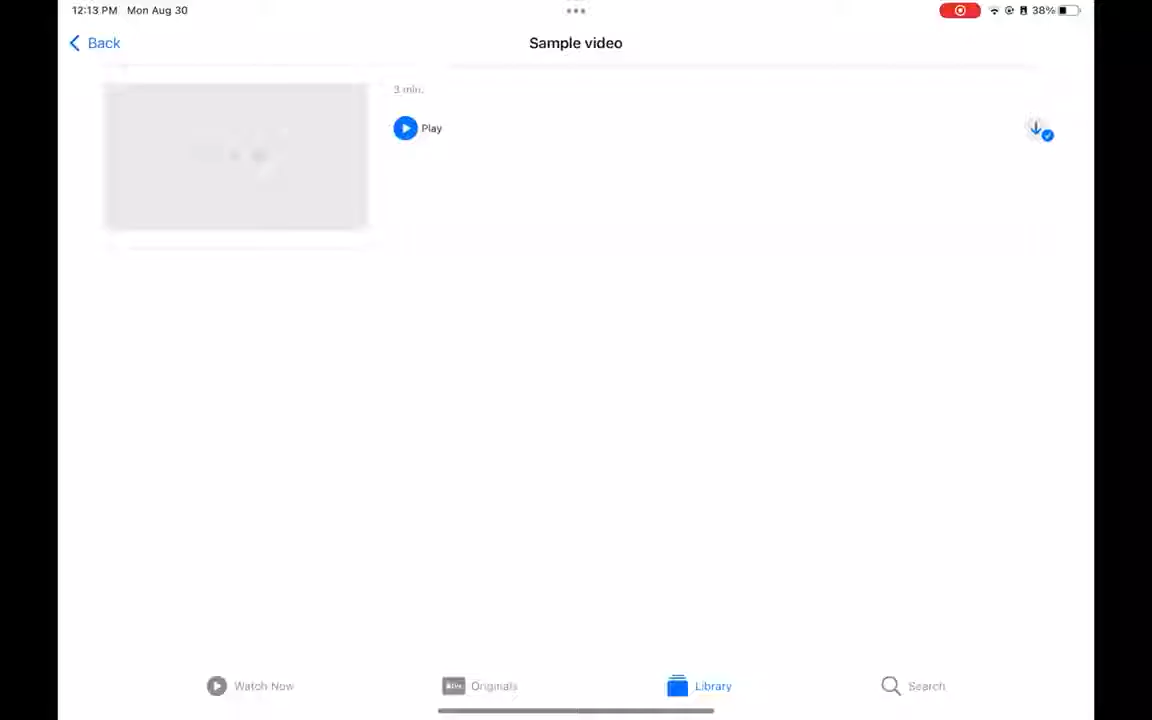 12:13 PM Mon Aug 30
38%
Back
Sample video
3 min.
Play
Watch Now
Originals
Library
Search